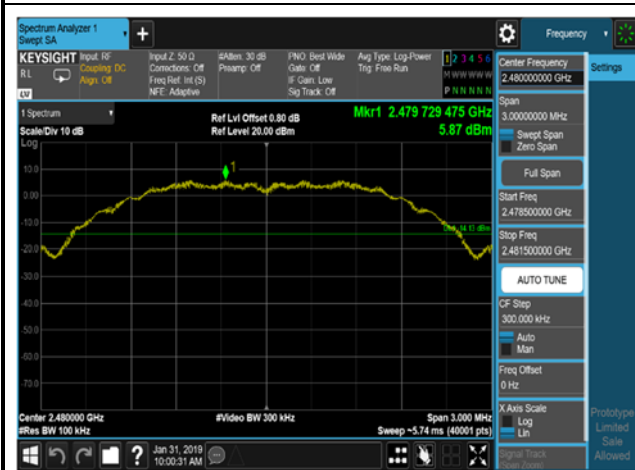 Spectrum Analyzer 1
Swept SA
+
Frequency
KEYSIGHT
RL
LV
Input: RF
Coupling: DC
Align: Off
Input Z: 50 Ω
Corrections: Off
Freq Ref: Int (S)
NFE: Adaptive
#Atten: 30 dB
Preamp: Off
PNO: Best Wide
Gate: Off
IF Gain: Low
Sig Track: Off
Avg Type: Log-Power
Trig: Free Run
1 2 3 4 5 6
M W W W W W
P N N N N N
1 Spectrum
Scale/Div 10 dB
Log
Ref Lvl Offset 0.80 dB
Ref Level 20.00 dBm
Mkr1 2.479 729 475 GHz
5.87 dBm
1
10.0
0.00
-10.0
-20.0
-30.0
-40.0
-50.0
-60.0
-70.0
Center 2.480000 GHz
#Res BW 100 kHz
#Video BW 300 kHz
Span 3.000 MHz
Sweep ~5.74 ms (40001 pts)
Center Frequency
2.480000000 GHz
Span
3.00000000 MHz
Swept Span
Zero Span
Full Span
Start Freq
2.478500000 GHz
Stop Freq
2.481500000 GHz
AUTO TUNE
CF Step
300.000 kHz
Auto
Man
Freq Offset
0 Hz
X Axis Scale
Log
Lin
Signal Track
(Span Zoom)
Settings
Prototype
Limited
Sale
Allowed
?
Jan 31, 2019
10:00:31 AM